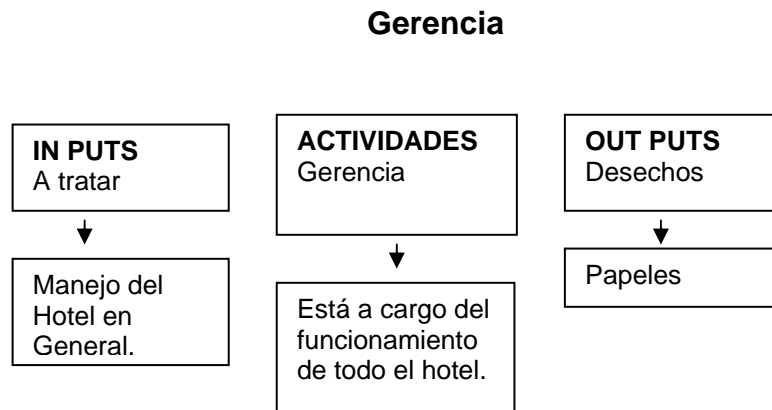 Gerencia
IN PUTS
A tratar
Manejo del
Hotel en
General.
ACTIVIDADES
Gerencia
Está a cargo del
funcionamiento
de todo el hotel.
OUT PUTS
Desechos
Papeles